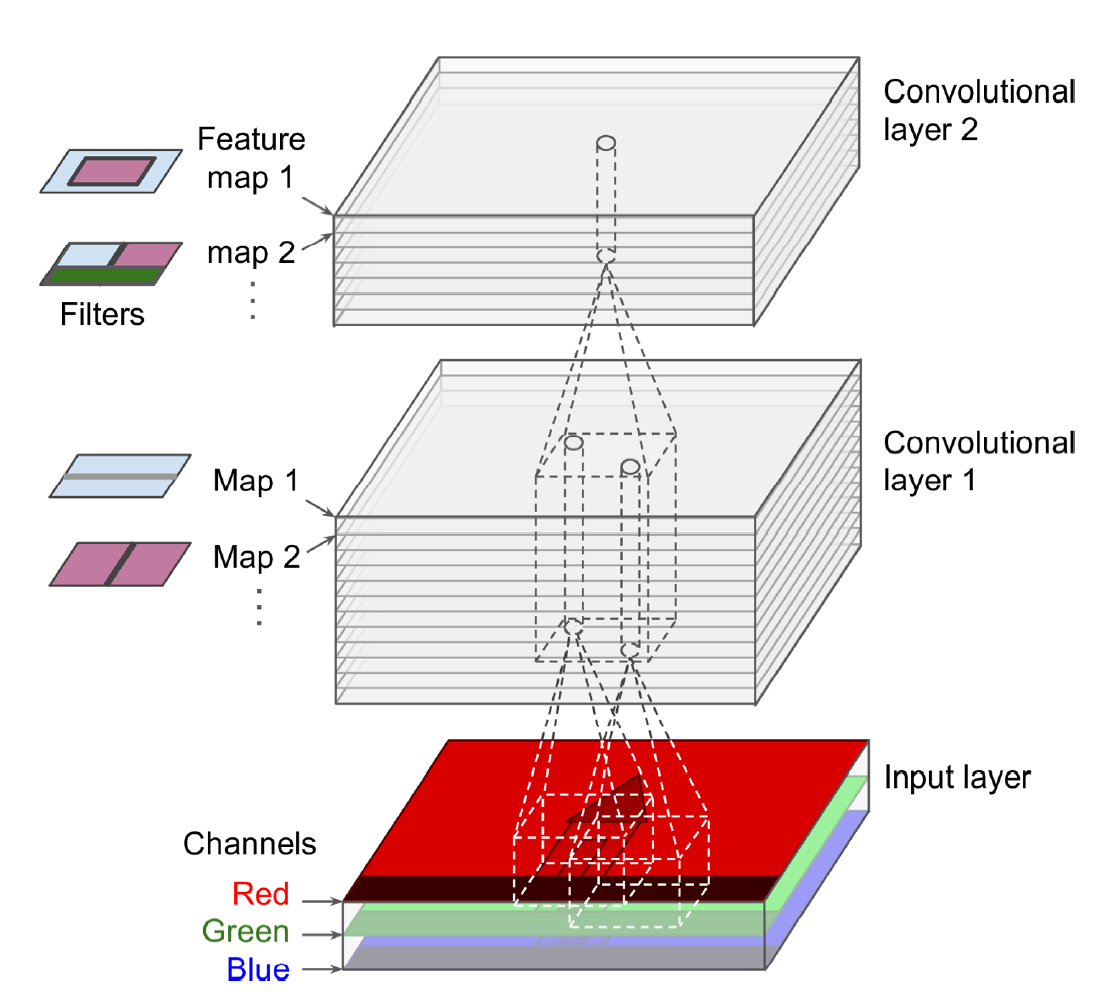 Convolutional
layer 2
Feature
map 1
map 2
Filters
Convolutional
layer 1
Map 1
Map 2
Input layer
Channels
Red
Green
Blue